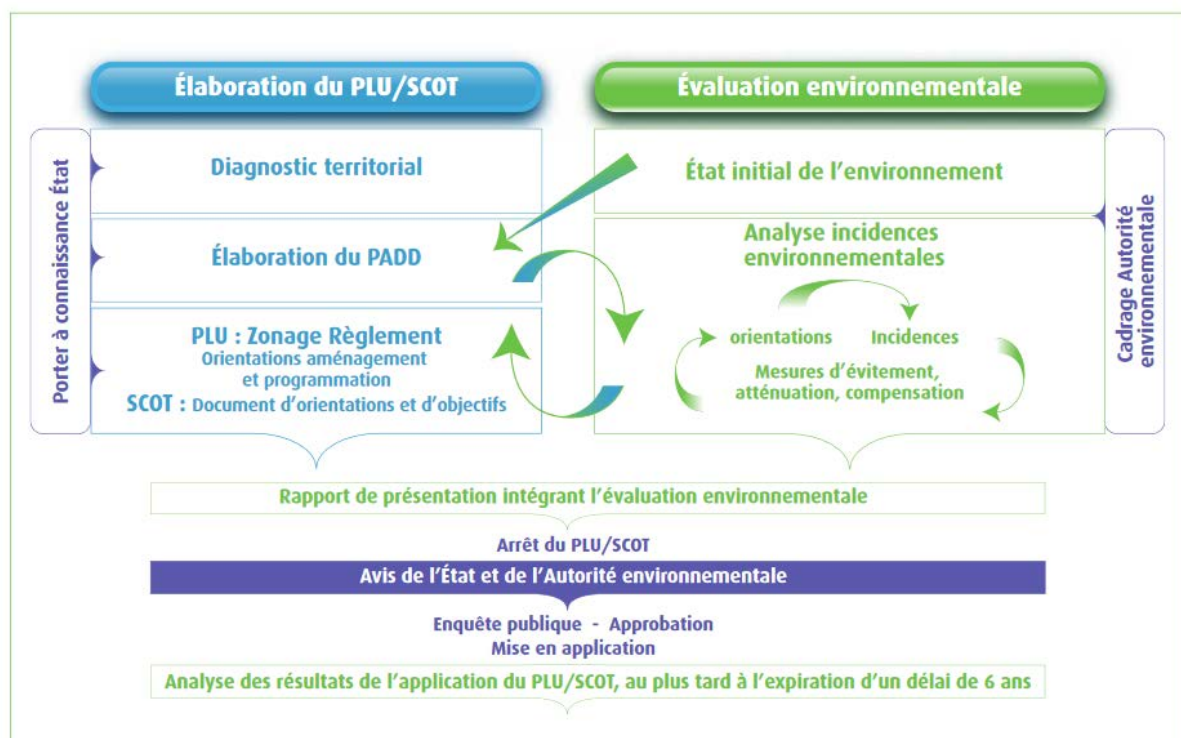 Élaboration du PLU/SCOT
Évaluation environnementale
Porter à connaissance État
Diagnostic territorial
État initial de l'environnement
Cadrage Autorité
environnementale
Élaboration du PADD
Analyse incidences
environnementales
orientations
Incidences
Mesures d'évitement,
atténuation, compensation
PLU : Zonage Règlement
Orientations aménagement
et programmation
SCOT : Document d'orientations et d'objectifs
Rapport de présentation intégrant l'évaluation environnementale
Arrêt du PLU/SCOT
Avis de l'État et de l'Autorité environnementale
Enquête publique - Approbation
Mise en application
Analyse des résultats de l'application du PLU/SCOT, au plus tard à l'expiration d'un délai de 6 ans